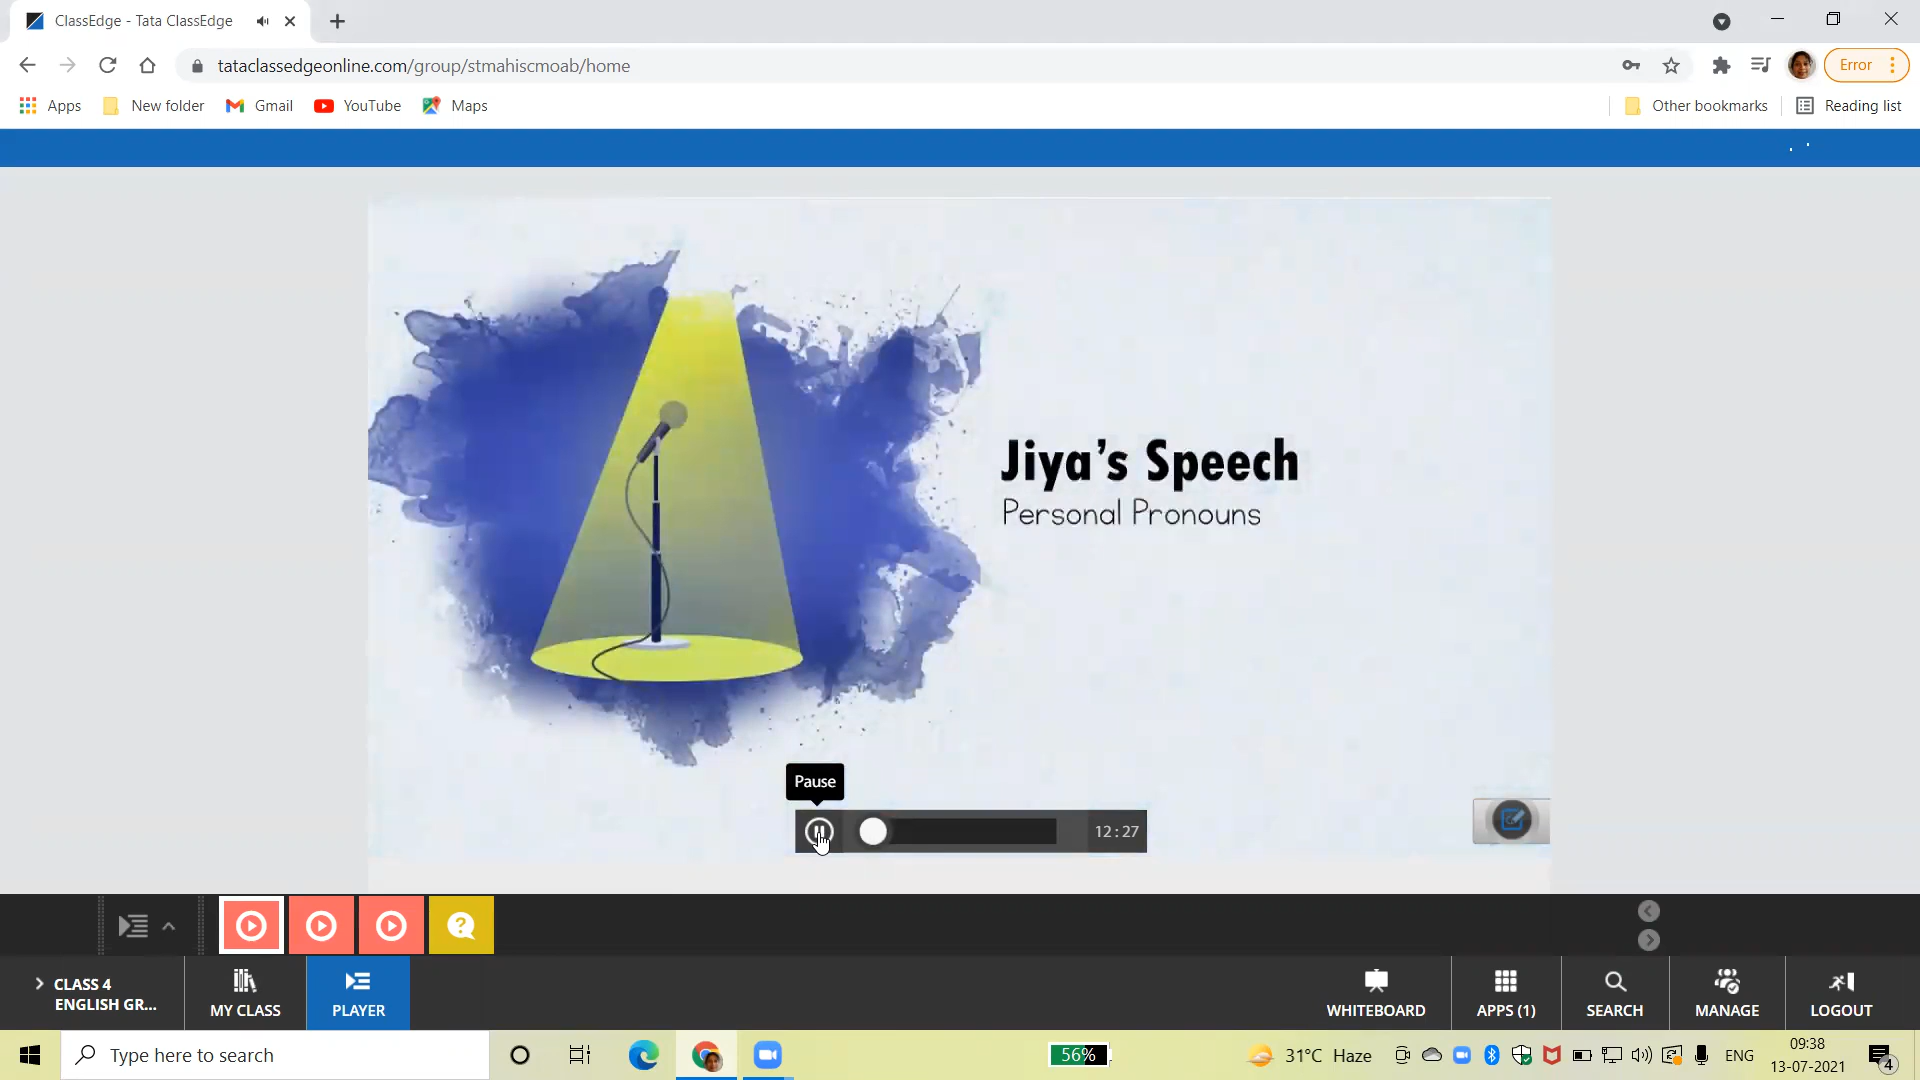 ClassEdge - Tata ClassEdge
tataclassedgeonline.com/group/stmahiscmoab/home
Error
Apps New folder Gmail YouTube Maps Other bookmarks Reading list
Jiya's Speech
Personal Pronouns
Pause
12:27
CLASS 4
ENGLISH GR...
MY CLASS
PLAYER
WHITEBOARD
APPS (1)
SEARCH
MANAGE
LOGOUT
Type here to search
56%
31°C Haze
ENG
09:38
13-07-2021
4